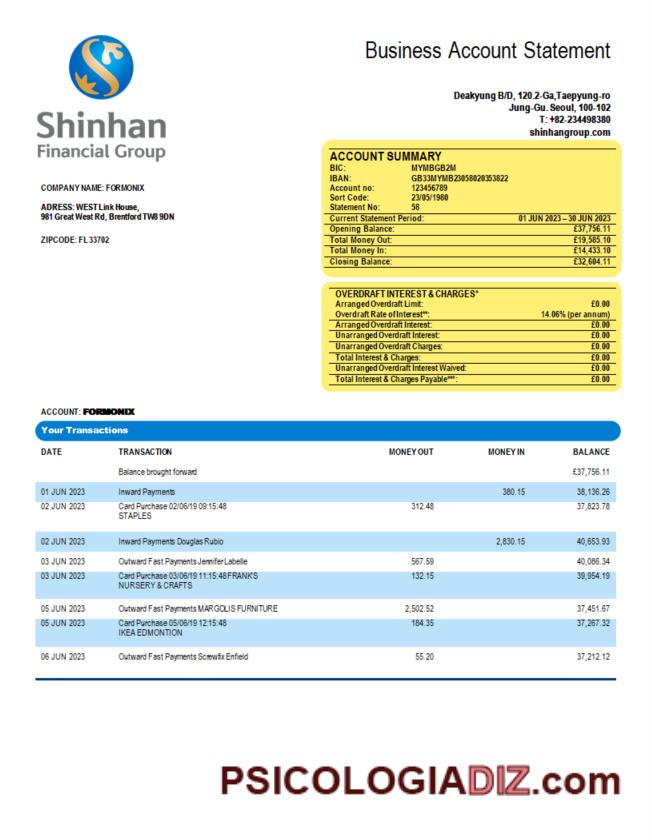 Business Account Statement
Shinhan
Financial Group
Deakyung B/D, 120.2-Ga,Taepyung-ro
Jung-Gu. Seoul, 100-102
T: +82-234498380
shinhangroup.com
COMPANY NAME: FORMONIX
ADRESS: WEST Link House,
981 Great West Rd, Brentford TW8 9DN
ZIPCODE: FL 33702
ACCOUNT SUMMARY
BIC: MYMBGB2M
IBAN: GB33MYMB23058020353822
Account no: 123456789
Sort Code: 23/05/1980
Statement No: 58
Current Statement Period: 01 JUN 2023 – 30 JUN 2023
Opening Balance: £37,756.11
Total Money Out: £19,585.10
Total Money In: £14,433.10
Closing Balance: £32,604.11
OVERDRAFT INTEREST & CHARGES*
Arranged Overdraft Limit: £0.00
Overdraft Rate of Interest**: 14.06% (per annum)
Arranged Overdraft Interest: £0.00
Unarranged Overdraft Interest: £0.00
Unarranged Overdraft Charges: £0.00
Total Interest & Charges: £0.00
Unarranged Overdraft Interest Waived: £0.00
Total Interest & Charges Payable***: £0.00
ACCOUNT: FORMONIX
Your Transactions
DATE TRANSACTION MONEY OUT MONEY IN BALANCE
Balance brought forward £37,756.11
01 JUN 2023 Inward Payments 380.15 38,136.26
02 JUN 2023 Card Purchase 02/06/19 09:15:48 312.48 37,823.78
STAPLES
02 JUN 2023 Inward Payments Douglas Rubio 2,830.15 40,653.93
03 JUN 2023 Outward Fast Payments Jennifer Labelle 567.59 40,086.34
03 JUN 2023 Card Purchase 03/06/19 11:15:48 FRANKS 132.15 39,954.19
NURSERY & CRAFTS
05 JUN 2023 Outward Fast Payments MARGOLIS FURNITURE 2,502.52 37,451.67
05 JUN 2023 Card Purchase 05/06/19 12:15:48 184.35 37,267.32
IKEA EDMONTION
06 JUN 2023 Outward Fast Payments Screwfix Enfield 55.20 37,212.12
PSICOLOGIADIZ.com